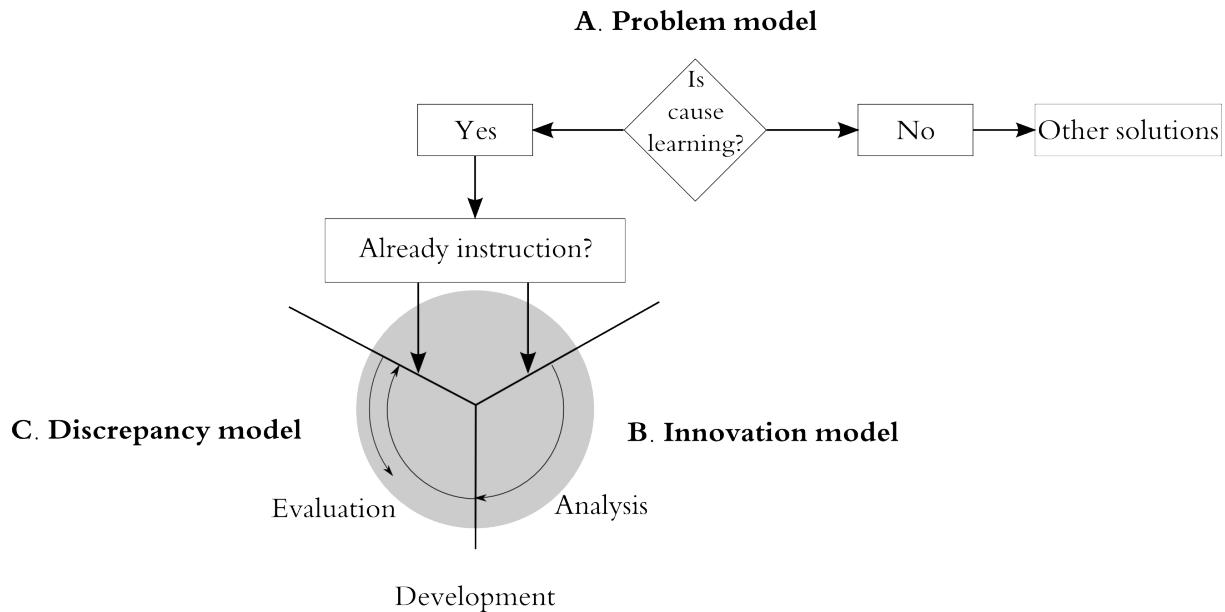 A. Problem model
Is
cause
learning?
Yes
No
Other solutions
Already instruction?
C. Discrepancy model
B. Innovation model
Evaluation
Analysis
Development